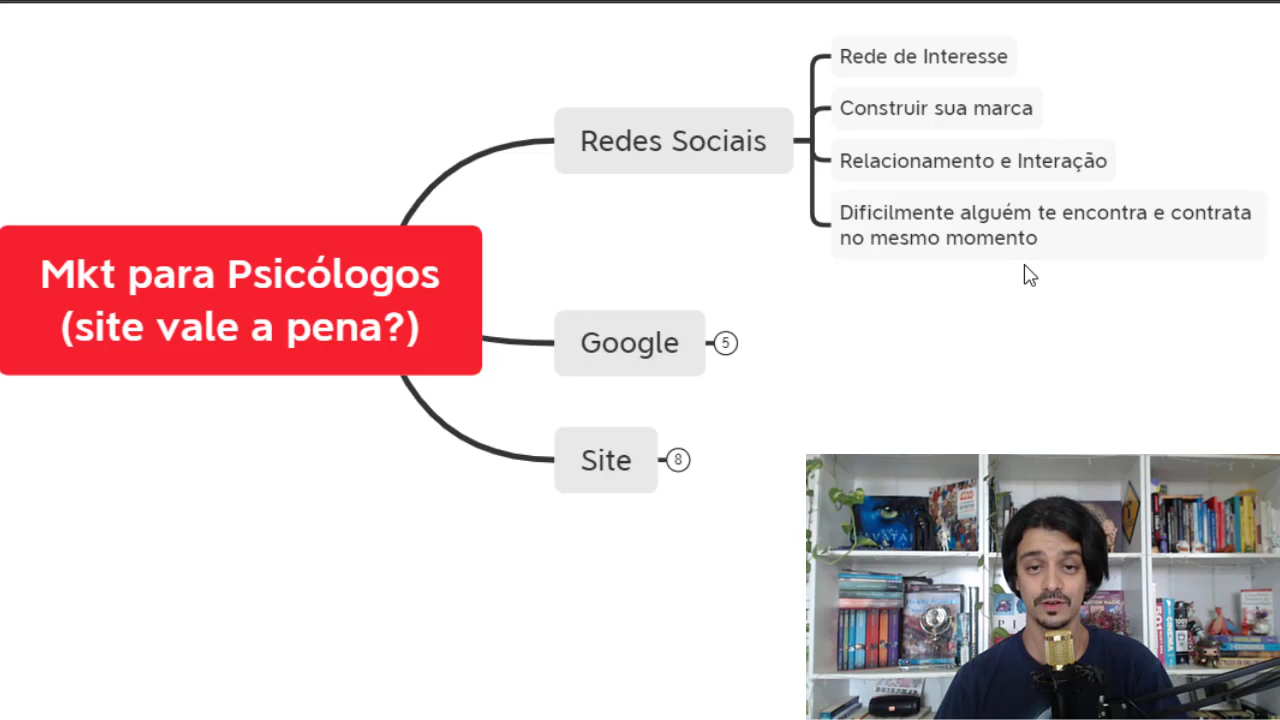 Rede de Interesse
Construir sua marca
Redes Sociais
Relacionamento e Interação
Dificilmente alguém te encontra e contrata
no mesmo momento
Mkt para Psicólogos
(site vale a pena?)
Google
5
Site
8
AVATAR